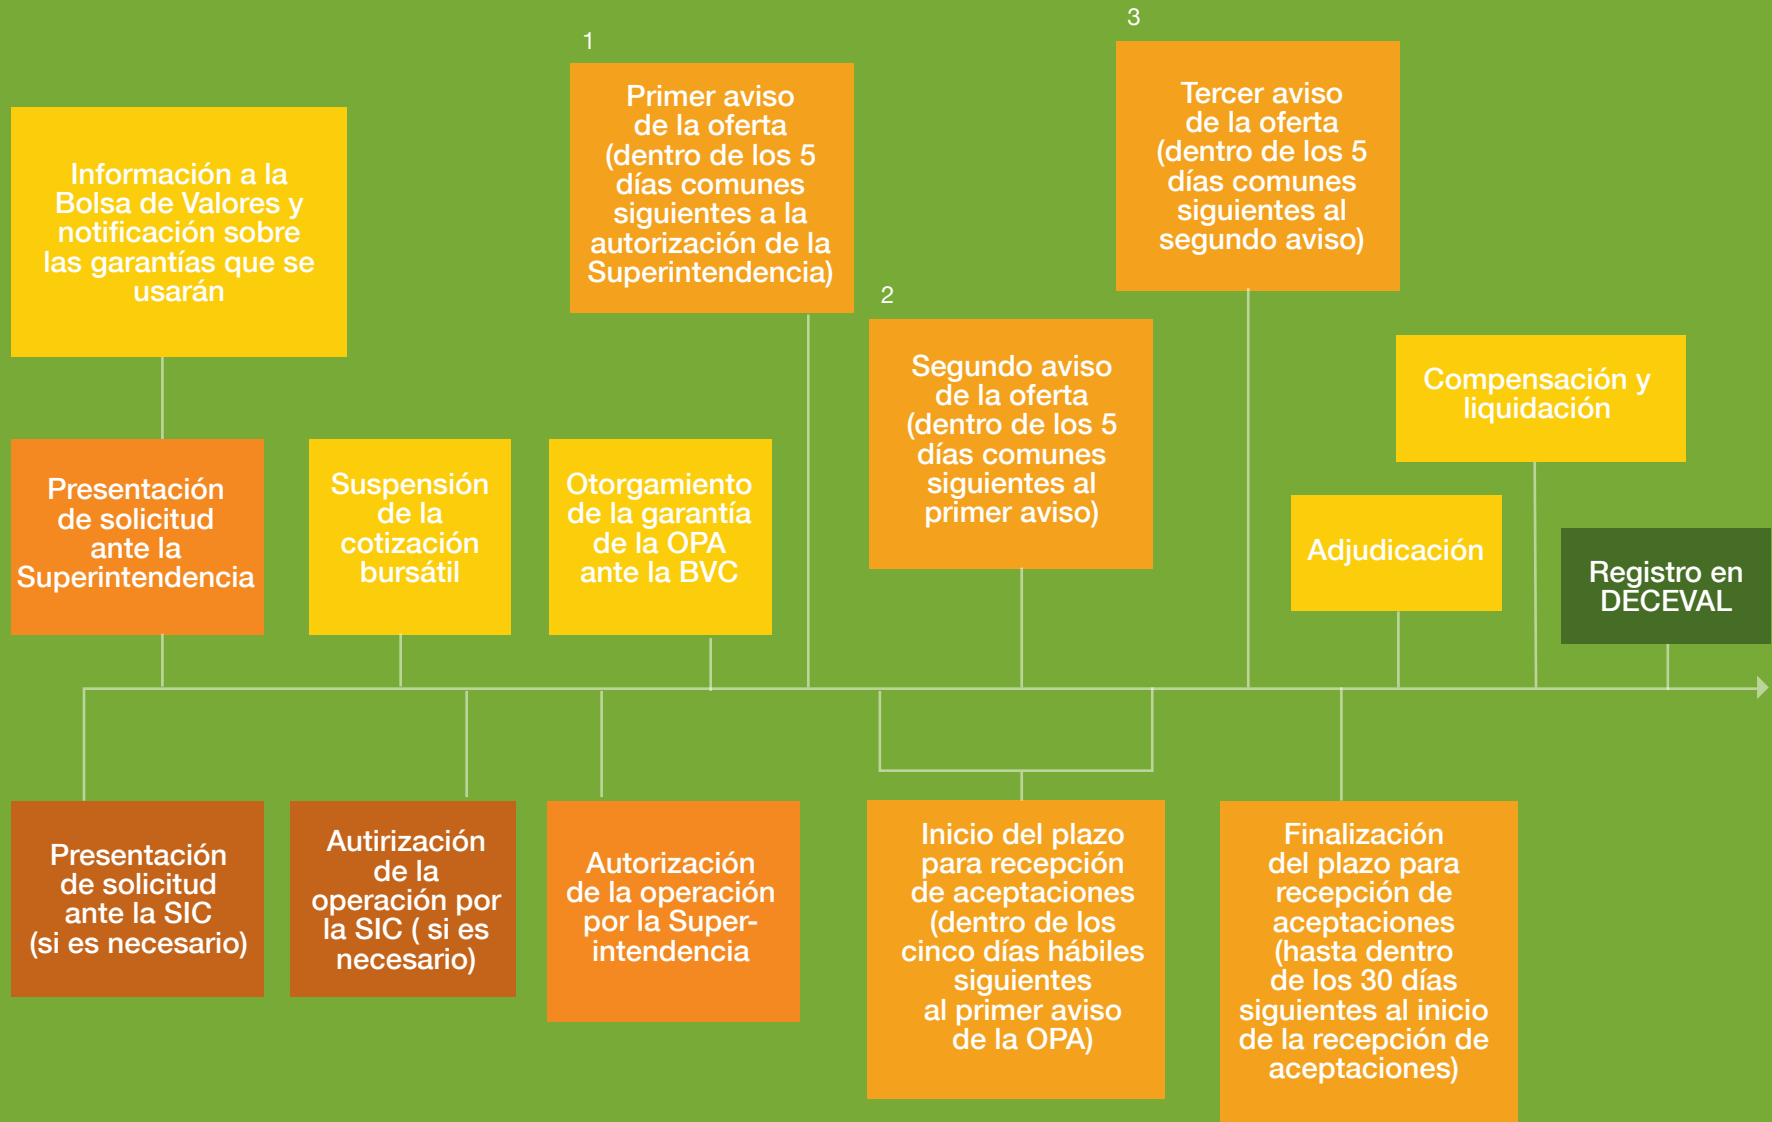 Información a la
Bolsa de Valores y
notificación sobre
las garantías que se
usarán
Presentación
de solicitud
ante la
Superintendencia
Suspensión
de la
cotización
bursátil
Otorgamiento
de la garantía
de la OPA
ante la BVC
1
Primer aviso
de la oferta
(dentro de los 5
días comunes
siguientes a la
autorización de la
Superintendencia)
2
Segundo aviso
de la oferta
(dentro de los 5
días comunes
siguientes al
primer aviso)
3
Tercer aviso
de la oferta
(dentro de los 5
días comunes
siguientes al
segundo aviso)
Adjudicación
Compensación y
liquidación
Registro en
DECEVAL
Presentación
de solicitud
ante la SIC
(si es necesario)
Autirización
de la
operación por
la SIC ( si es
necesario)
Autorización
de la operación
por la Super-
intendencia
Inicio del plazo
para recepción
de aceptaciones
(dentro de los
cinco días hábiles
siguientes
al primer aviso
de la OPA)
Finalización
del plazo para
recepción de
aceptaciones
(hasta dentro
de los 30 días
siguientes al inicio
de la recepción de
aceptaciones)